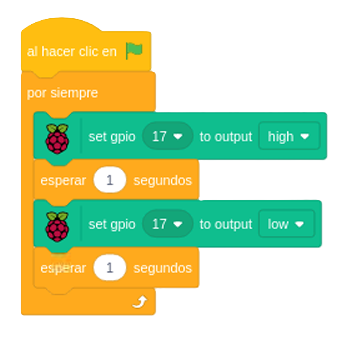 al hacer clic en
por siempre
set gpio 17 to output high
esperar 1 segundos
set gpio 17 to output low
esperar 1 segundos